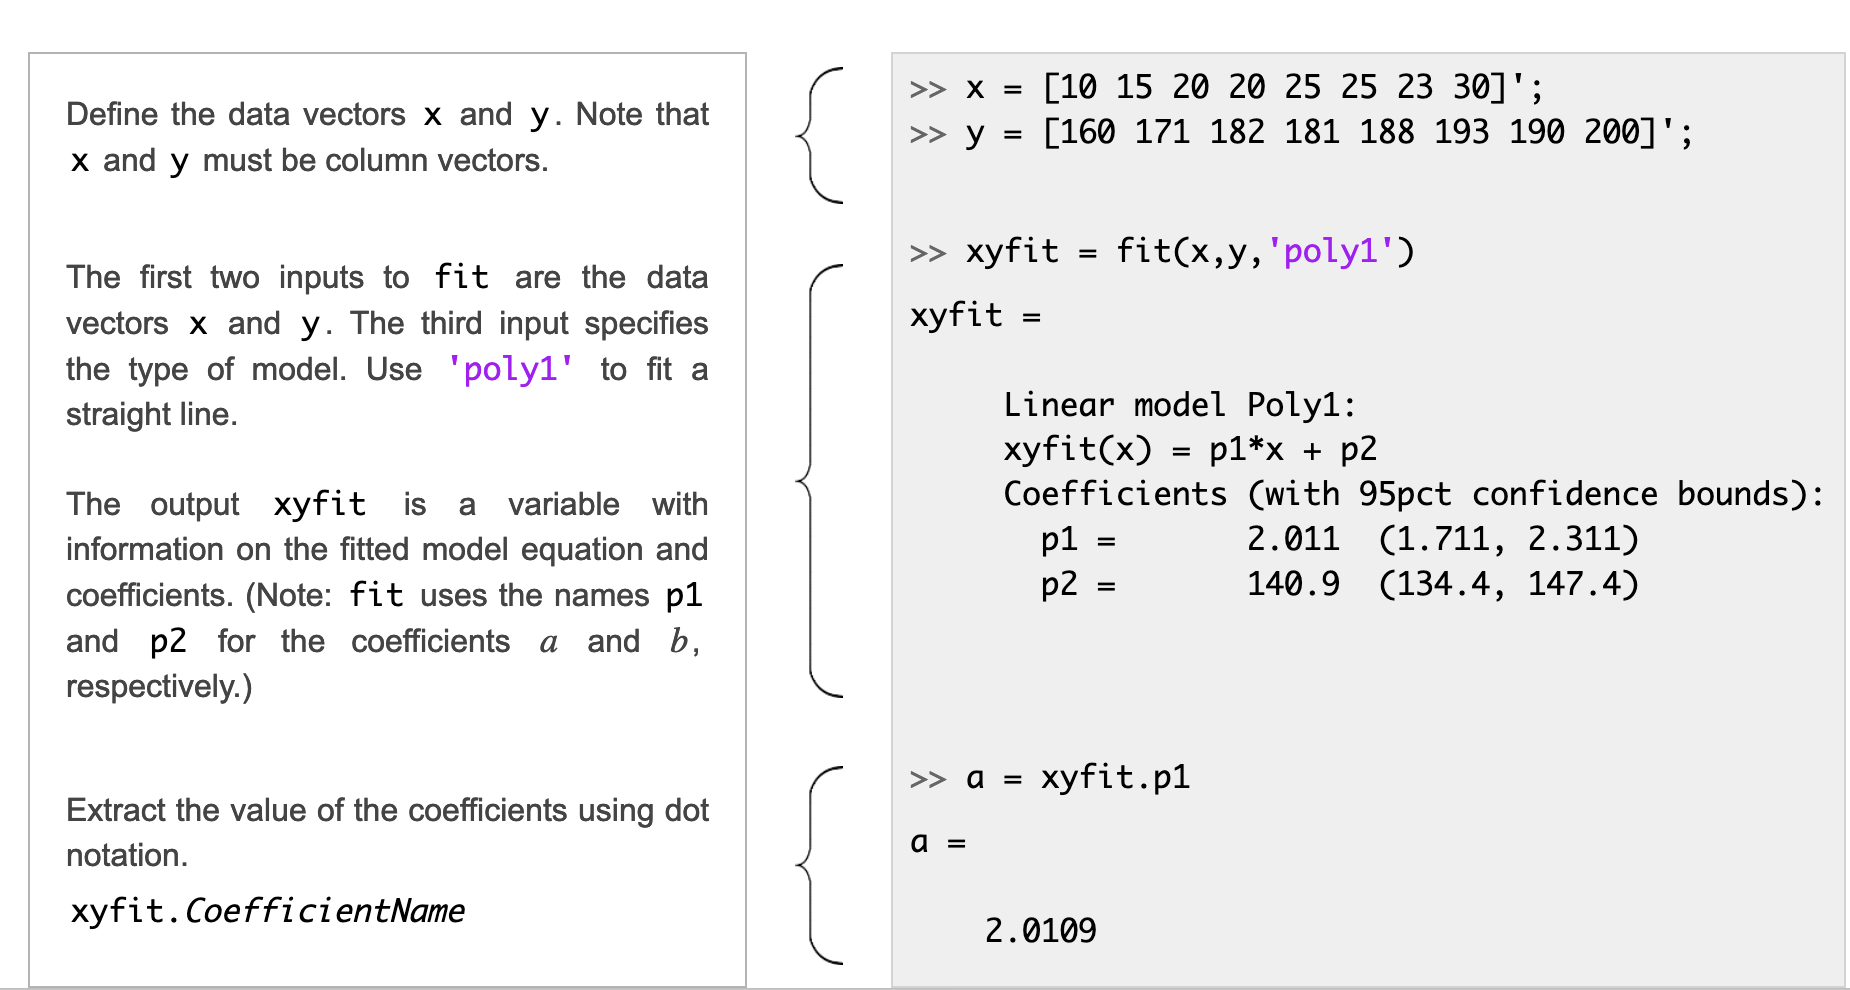 Define the data vectors x and y. Note that
x and y must be column vectors.
The first two inputs to fit are the data
vectors x and y. The third input specifies
the type of model. Use 'poly1' to fit a
straight line.
The output xyfit is a variable with
information on the fitted model equation and
coefficients. (Note: fit uses the names p1
and p2 for the coefficients a and b,
respectively.)
Extract the value of the coefficients using dot
notation.
xyfit.CoefficientName
>> x = [10 15 20 20 25 25 23 30]';
>> y = [160 171 182 181 188 193 190 200]';
>> xyfit = fit(x,y,'poly1')
xyfit =
Linear model Poly1:
xyfit(x) = p1*x + p2
Coefficients (with 95pct confidence bounds):
p1 = 2.011 (1.711, 2.311)
p2 = 140.9 (134.4, 147.4)
>> a = xyfit.p1
a =
2.0109